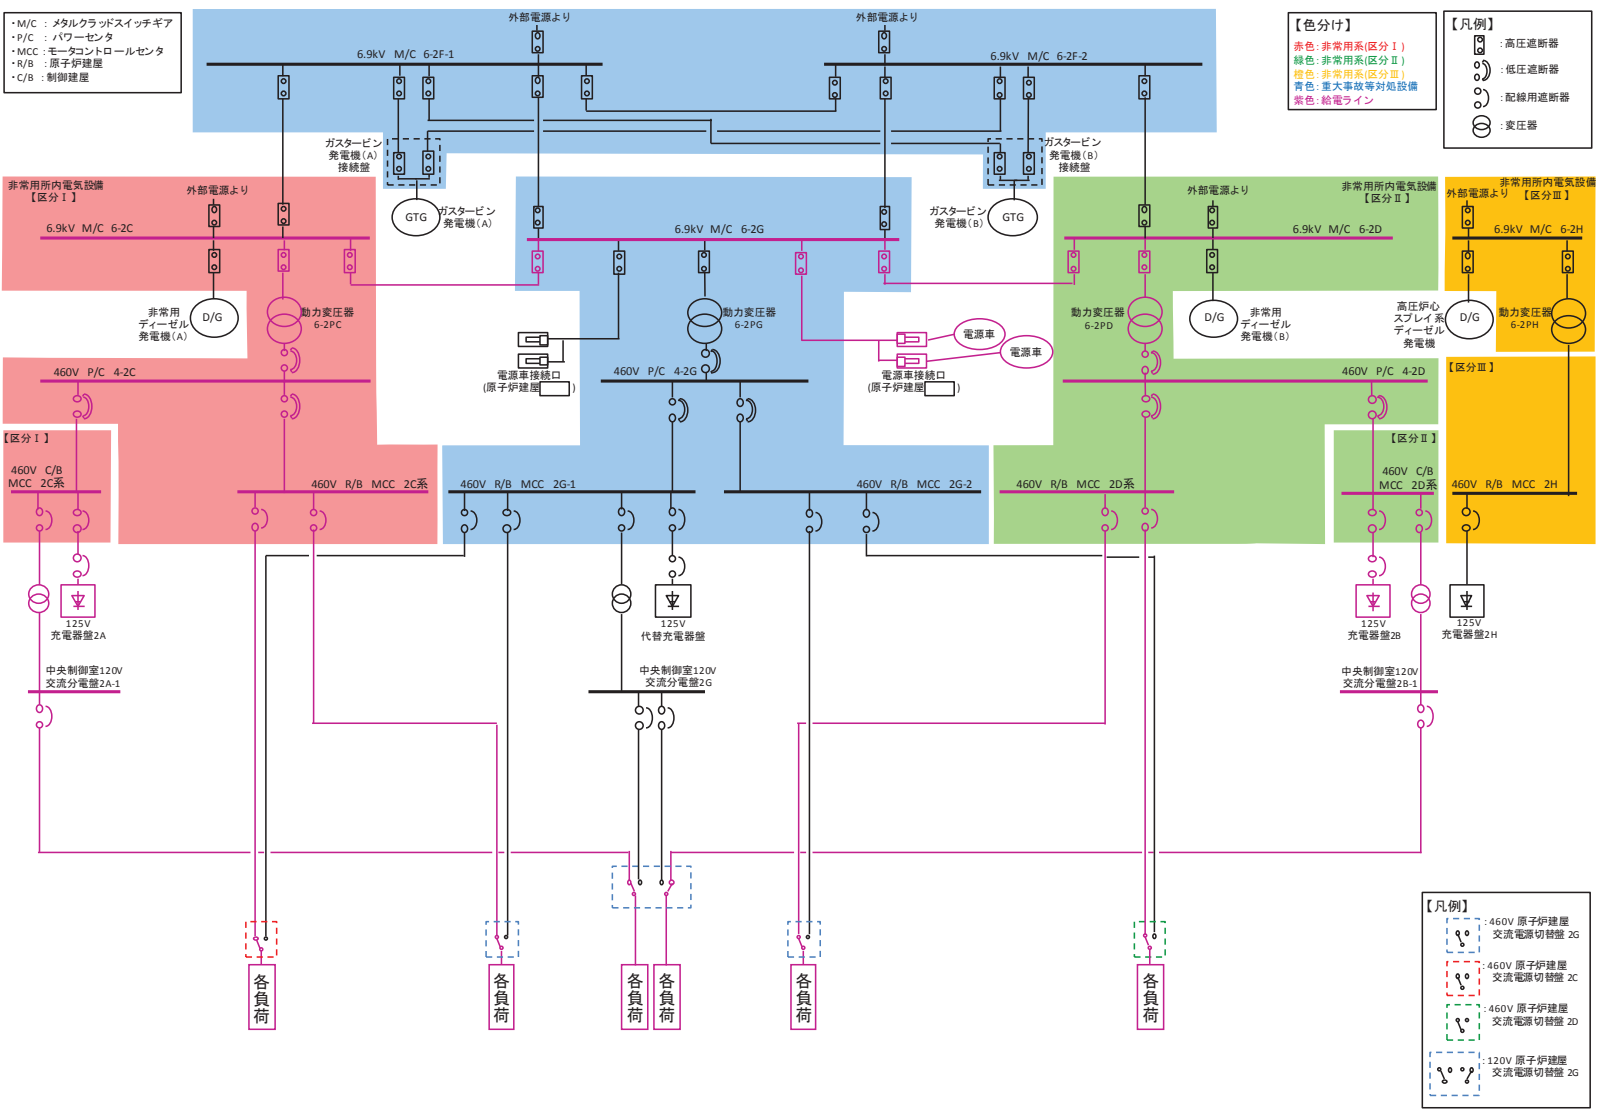 ・M/C ： メタルクラッドスイッチギア
・P/C ： パワーセンタ
・MCC：モータコントロールセンタ
・R/B ： 原子炉建屋
・C/B ： 制御建屋
外部電源より
外部電源より
6.9kV M/C 6-2F-1
6.9kV M/C 6-2F-2
【色分け】
赤色：非常用系(区分Ⅰ)
緑色：非常用系(区分Ⅱ)
橙色：非常用系(区分Ⅲ)
青色：重大事故等対処設備
紫色：給電ライン
【凡例】
：高圧遮断器
：低圧遮断器
：配線用遮断器
：変圧器
ガスタービン
発電機(A)
接続盤
ガスタービン
発電機(B)
接続盤
GTG
ガスタービン
発電機(A)
ガスタービン
発電機(B)
GTG
非常用所内電気設備
【区分Ⅰ】
外部電源より
6.9kV M/C 6-2C
非常用
ディーゼル
発電機(A)
D/G
動力変圧器
6-2PC
460V P/C 4-2C
【区分Ⅰ】
460V C/B
MCC 2C系
460V R/B MCC 2C系
6.9kV M/C 6-2G
動力変圧器
6-2PG
電源車接続口
(原子炉建屋 )
460V P/C 4-2G
電源車
電源車
電源車接続口
(原子炉建屋 )
460V R/B MCC 2G-1
460V R/B MCC 2G-2
非常用所内電気設備
【区分Ⅱ】
外部電源より
6.9kV M/C 6-2D
動力変圧器
6-2PD
D/G
非常用
ディーゼル
発電機(B)
460V P/C 4-2D
【区分Ⅱ】
460V C/B
MCC 2D系
460V R/B MCC 2D系
非常用所内電気設備
【区分Ⅲ】
外部電源より
6.9kV M/C 6-2H
高圧炉心
スプレイ系
ディーゼル
発電機
D/G
動力変圧器
6-2PH
【区分Ⅲ】
460V R/B MCC 2H
125V
充電器盤2A
125V
代替充電器盤
125V
充電器盤2B
125V
充電器盤2H
中央制御室120V
交流分電盤2A-1
中央制御室120V
交流分電盤2G
中央制御室120V
交流分電盤2B-1
各負荷
各負荷
各負荷
各負荷
各負荷
各負荷
【凡例】
：460V 原子炉建屋
交流電源切替盤 2G
：460V 原子炉建屋
交流電源切替盤 2C
：460V 原子炉建屋
交流電源切替盤 2D
：120V 原子炉建屋
交流電源切替盤 2G